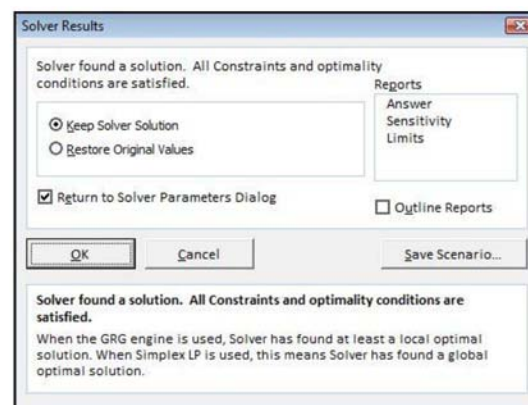 Solver Results
Solver found a solution. All Constraints and optimality
conditions are satisfied.
Reports
Answer
Sensitivity
Limits
Keep Solver Solution
Restore Original Values
Return to Solver Parameters Dialog
Outline Reports
OK
Cancel
Save Scenario...
Solver found a solution. All Constraints and optimality conditions are
satisfied.
When the GRG engine is used, Solver has found at least a local optimal
solution. When Simplex LP is used, this means Solver has found a global
optimal solution.